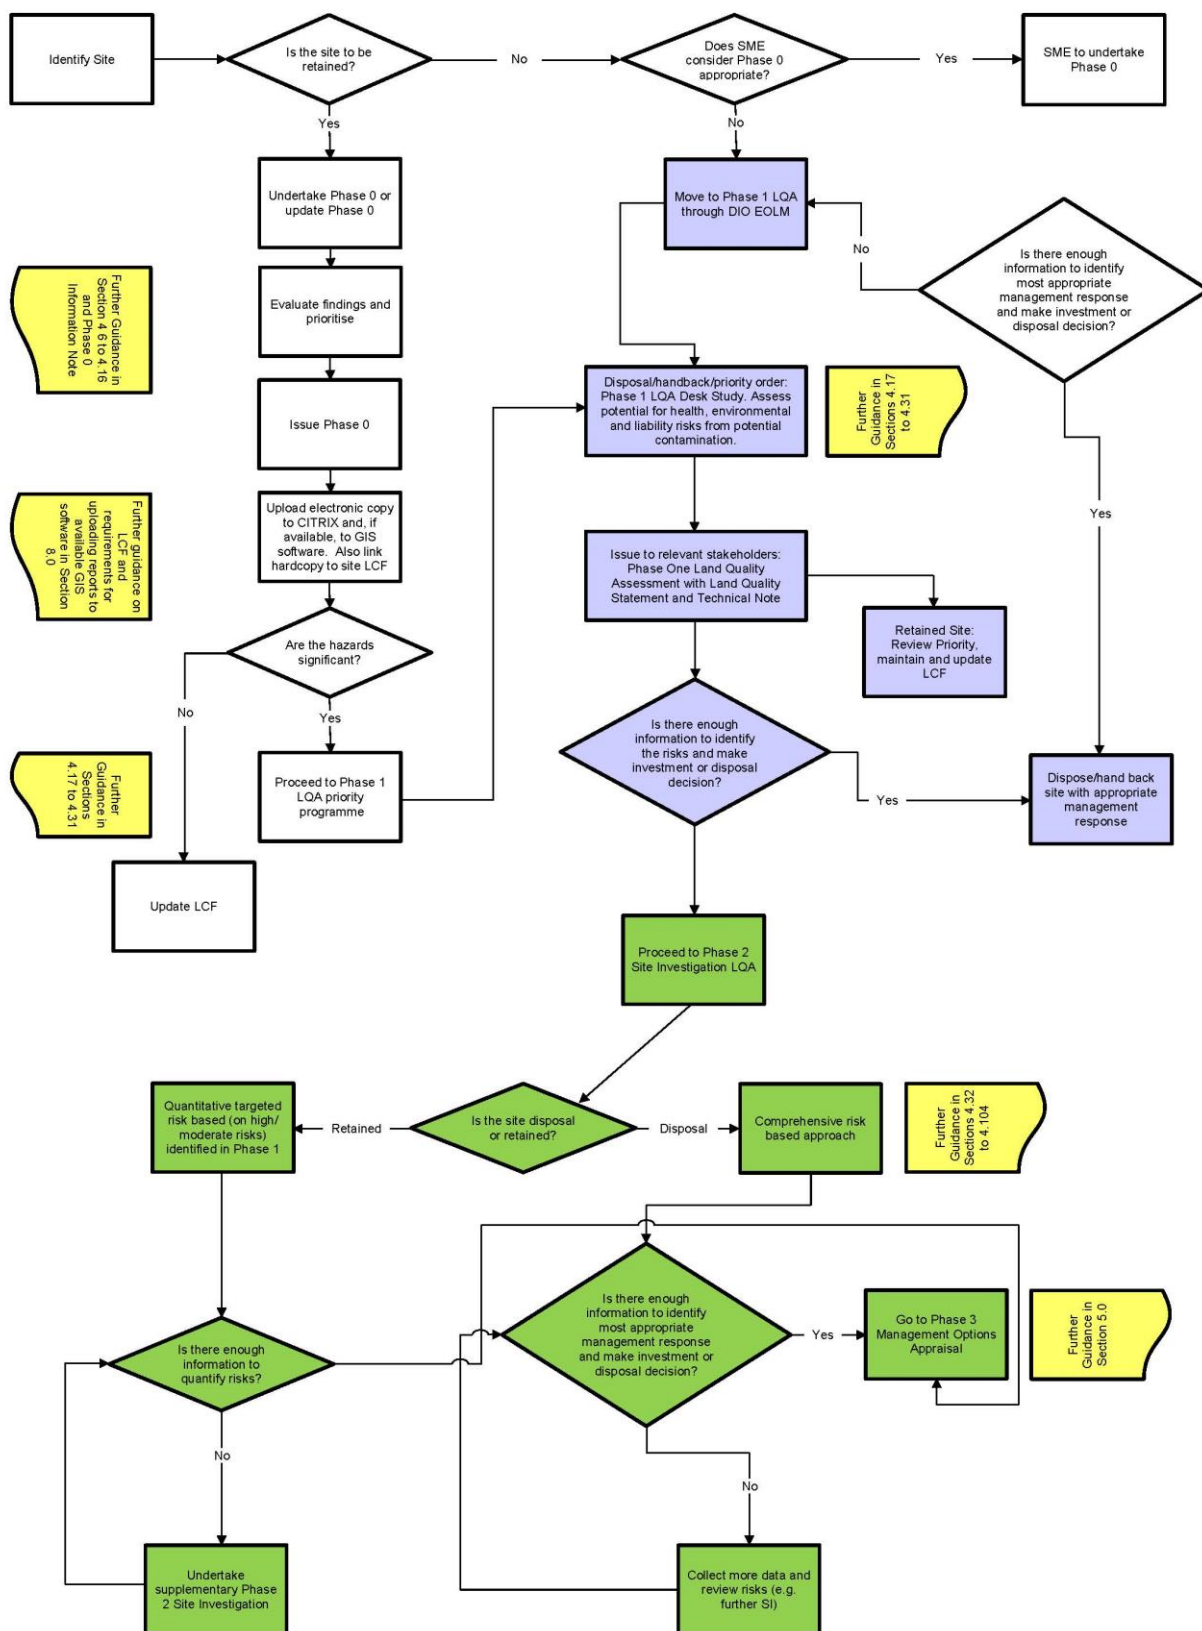 Identify Site
Is the site to be
retained?
No
Does SME
consider Phase 0
appropriate?
Yes
SME to undertake
Phase 0
Yes
No
Undertake Phase 0 or
update Phase 0
Move to Phase 1 LQA
through DIO EOLM
No
Is there enough
information to identify
most appropriate
management response
and make investment or
disposal decision?
Further Guidance in
Section 4.6 to 4.16
and Phase 0
Information Note
Evaluate findings and
prioritise
Issue Phase 0
Disposal/handback/priority order:
Phase 1 LQA Desk Study. Assess
potential for health, environmental
and liability risks from potential
contamination.
Further
Guidance in
Sections 4.17
to 4.31
Further guidance on
LCF and
requirements for
uploading reports to
available GIS
software in Section
8.0
Upload electronic copy
to CITRIX and, if
available, to GIS
software. Also link
hardcopy to site LCF
Yes
Issue to relevant stakeholders:
Phase One Land Quality
Assessment with Land Quality
Statement and Technical Note
Retained Site:
Review Priority,
maintain and update
LCF
Are the hazards
significant?
No
Yes
Is there enough
information to identify
the risks and make
investment or disposal
decision?
Yes
Dispose/hand back
site with appropriate
management
response
Further
Guidance in
Sections
4.17 to 4.31
Proceed to Phase 1
LQA priority
programme
Update LCF
Proceed to Phase 2
Site Investigation LQA
Quantitative targeted
risk based (on high/
moderate risks)
identified in Phase 1
Retained
Is the site disposal
or retained?
Disposal
Comprehensive risk
based approach
Further
Guidance in
Sections 4.32
to 4.104
Is there enough
information to
quantify risks?
Is there enough
information to identify
most appropriate
management response
and make investment or
disposal decision?
Yes
Go to Phase 3
Management Options
Appraisal
Further
Guidance in
Section 5.0
No
No
Undertake
supplementary Phase
2 Site Investigation
Collect more data and
review risks (e.g.
further SI)